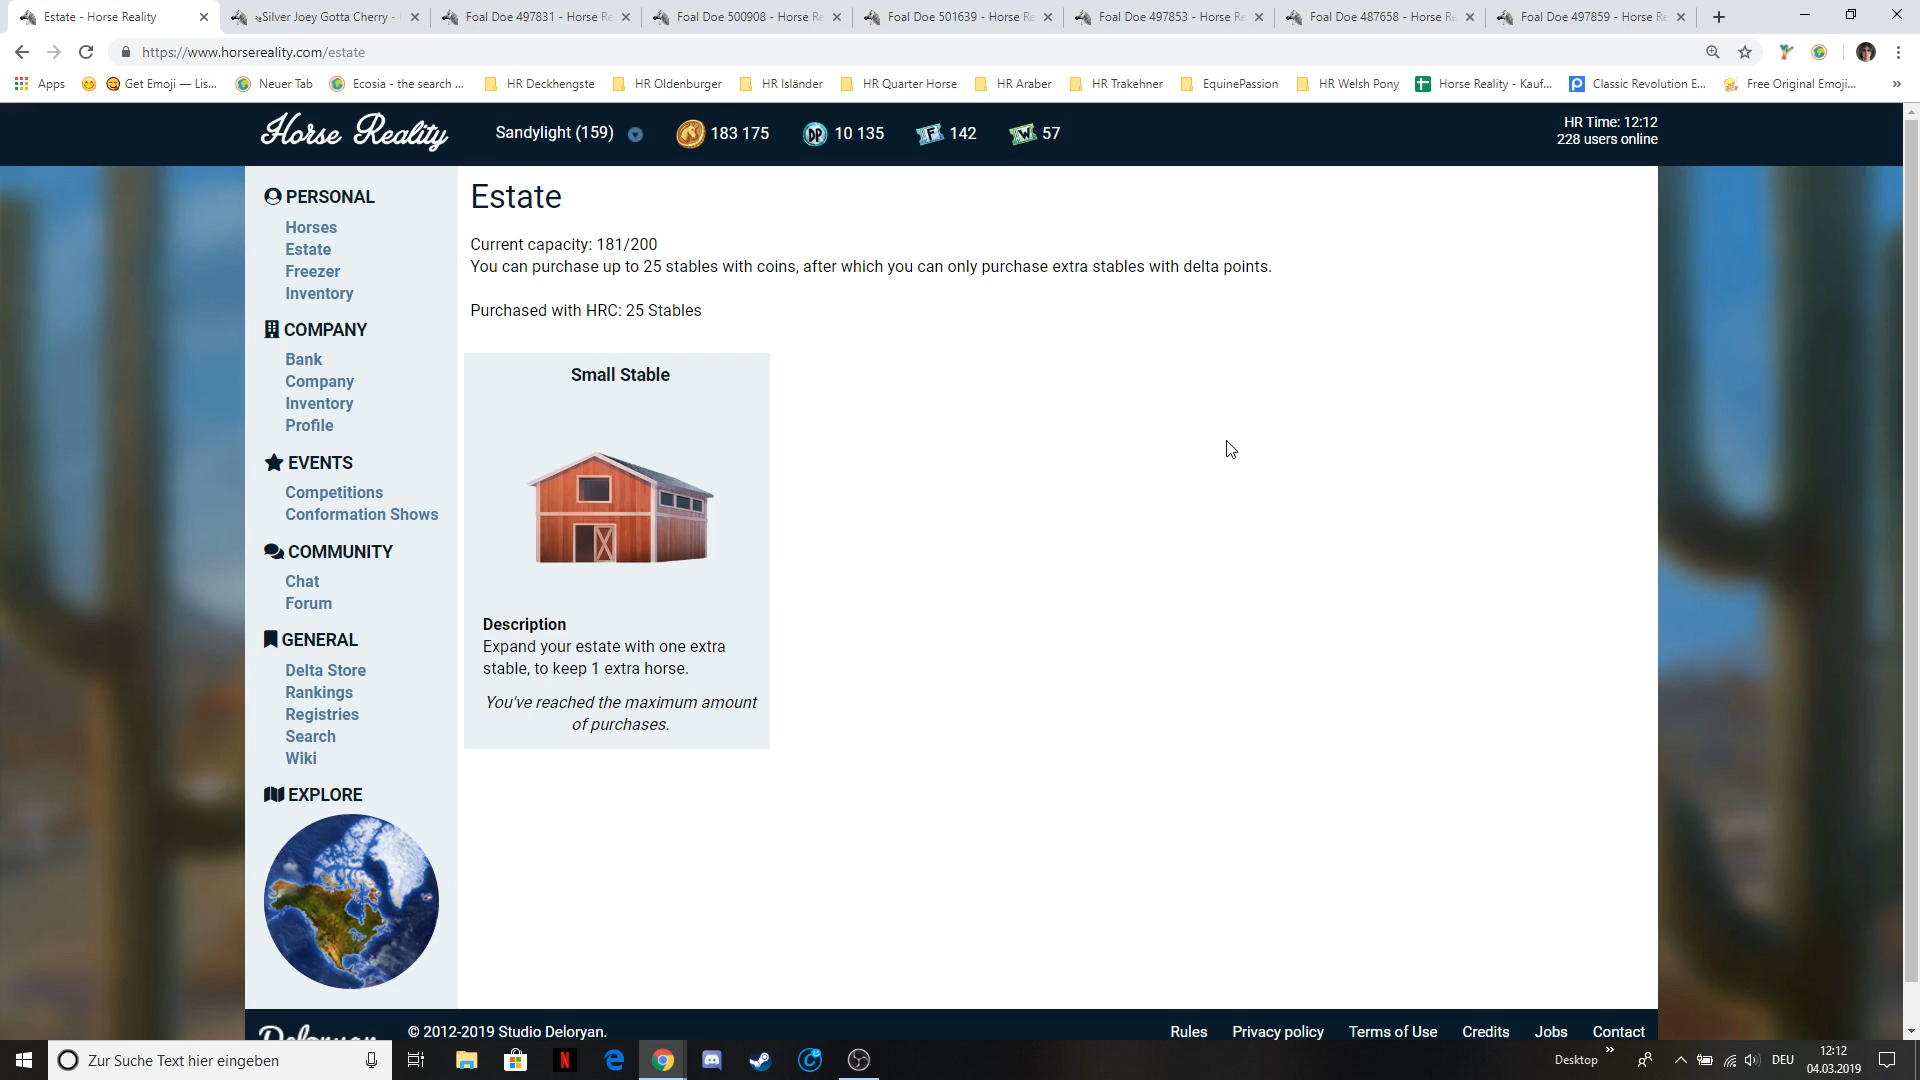 Estate - Horse Reality
Silver Joey Gotta Cherry -
Foal Doe 497831 - Horse Re
Foal Doe 500908 - Horse Re
Foal Doe 501639 - Horse Re
Foal Doe 497853 - Horse Re
Foal Doe 487658 - Horse Re
Foal Doe 497859 - Horse Re
https://www.horsereality.com/estate
Apps
Get Emoji — Lis...
Neuer Tab
Ecosia - the search ...
HR Deckhengste
HR Oldenburger
HR Isländer
HR Quarter Horse
HR Araber
HR Trakehner
EquinePassion
HR Welsh Pony
Horse Reality - Kauf...
Classic Revolution E...
Free Original Emoji...
»
Horse Reality
Sandylight (159)
183 175
DP 10 135
F 142
W 57
HR Time: 12:12
228 users online
PERSONAL
Horses
Estate
Freezer
Inventory
COMPANY
Bank
Company
Inventory
Profile
EVENTS
Competitions
Conformation Shows
COMMUNITY
Chat
Forum
GENERAL
Delta Store
Rankings
Registries
Search
Wiki
EXPLORE
Estate
Current capacity: 181/200
You can purchase up to 25 stables with coins, after which you can only purchase extra stables with delta points.
Purchased with HRC: 25 Stables
Small Stable
Description
Expand your estate with one extra
stable, to keep 1 extra horse.
You've reached the maximum amount
of purchases.
Deloryan
© 2012-2019 Studio Deloryan.
Rules
Privacy policy
Terms of Use
Credits
Jobs
Contact
Zur Suche Text hier eingeben
Desktop
»
DEU
12:12
04.03.2019